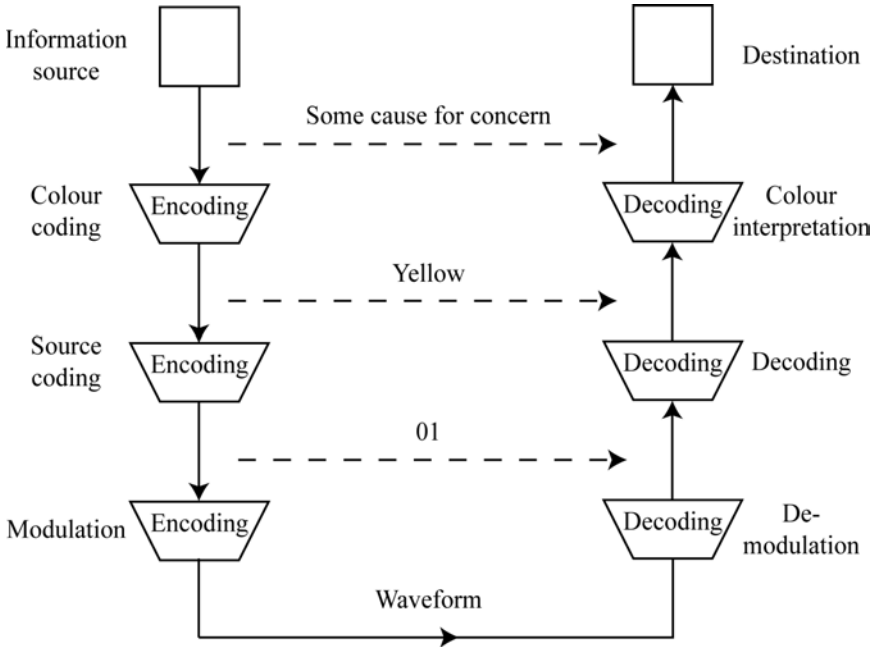 Information
source
Destination
Some cause for concern
Colour
coding
Encoding
Decoding
Colour
interpretation
Yellow
Source
coding
Encoding
Decoding
Decoding
01
Modulation
Encoding
Decoding
De-
modulation
Waveform